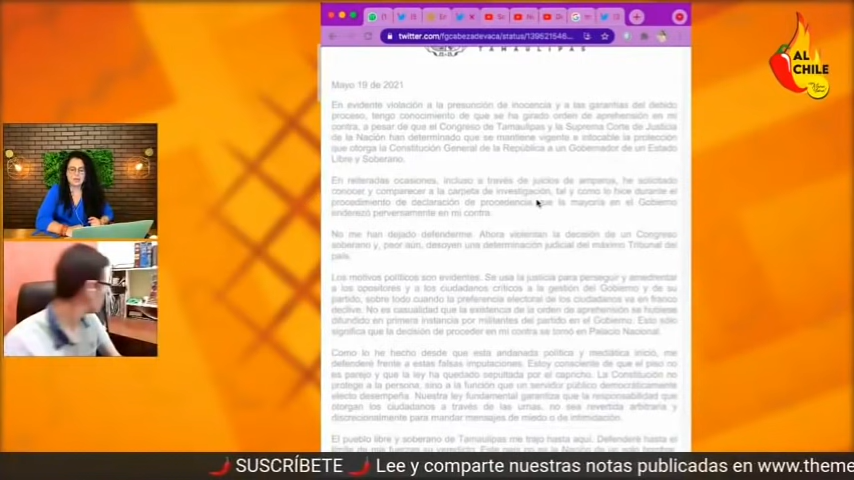 twitter.com/fgcabezadevaca/status/139521546...
TAMAULIPAS
AL
CHILE
Mayo 19 de 2021
En evidente violación a la presunción de inocencia y a las garantías del debido
proceso, tengo conocimiento de que se ha girado orden de aprehensión en mi
contra, a pesar de que el Congreso de Tamaulipas y la Suprema Corte de Justicia
de la Nación han determinado que se mantiene vigente e intocable la protección
que otorga la Constitución General de la República a un Gobernador de un Estado
Libre y Soberano.
En reiteradas ocasiones, incluso a través de juicios de amparos, he solicitado
conocer y comparecer a la carpeta de investigación, tal y como lo hice durante el
procedimiento de declaración de procedencia que la mayoría en el Gobierno
enderezó perversamente en mi contra.
No me han dejado defenderme. Ahora violentan la decisión de un Congreso
soberano y, peor aún, desoyen una determinación judicial del máximo Tribunal del
país.
Los motivos políticos son evidentes. Se usa la justicia para perseguir y amedrentar
a los opositores y a los ciudadanos críticos a la gestión del Gobierno y de su
partido, sobre todo cuando la preferencia electoral de los ciudadanos va en franco
declive. No es casualidad que la existencia de la orden de aprehensión se hubiese
difundido en primera instancia por militantes del partido en el Gobierno. Esto sólo
significa que la decisión de proceder en mi contra se tomó en Palacio Nacional.
Como lo he hecho desde que esta andanada política y mediática inició, me
defenderé frente a estas falsas imputaciones. Estoy consciente de que el piso no
es parejo y que la ley ha quedado sepultada por el capricho. La Constitución no
protege a la persona, sino a la función que un servidor público democráticamente
electo desempeña. Nuestra ley fundamental garantiza que la responsabilidad que
otorgan los ciudadanos a través de las urnas, no sea revertida arbitraria y
discrecionalmente para mandar mensajes de miedo o de intimidación.
El pueblo libre y soberano de Tamaulipas me trajo hasta aquí. Defenderé hasta el
SUSCRÍBETE Lee y comparte nuestras notas publicadas en www.theme